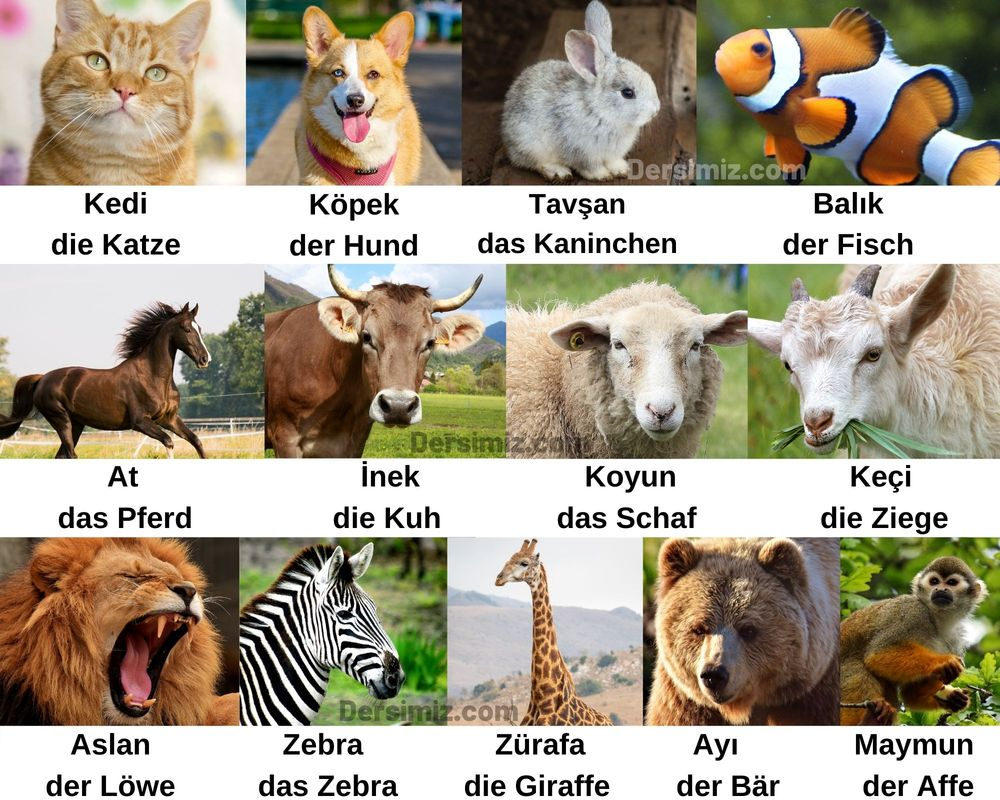 Dersimiz.com
Kedi
die Katze
Köpek
der Hund
Tavşan
das Kaninchen
Balık
der Fisch
Dersimiz.com
At
das Pferd
İnek
die Kuh
Koyun
das Schaf
Keçi
die Ziege
Dersimiz.com
Aslan
der Löwe
Zebra
das Zebra
Zürafa
die Giraffe
Ayı
der Bär
Maymun
der Affe